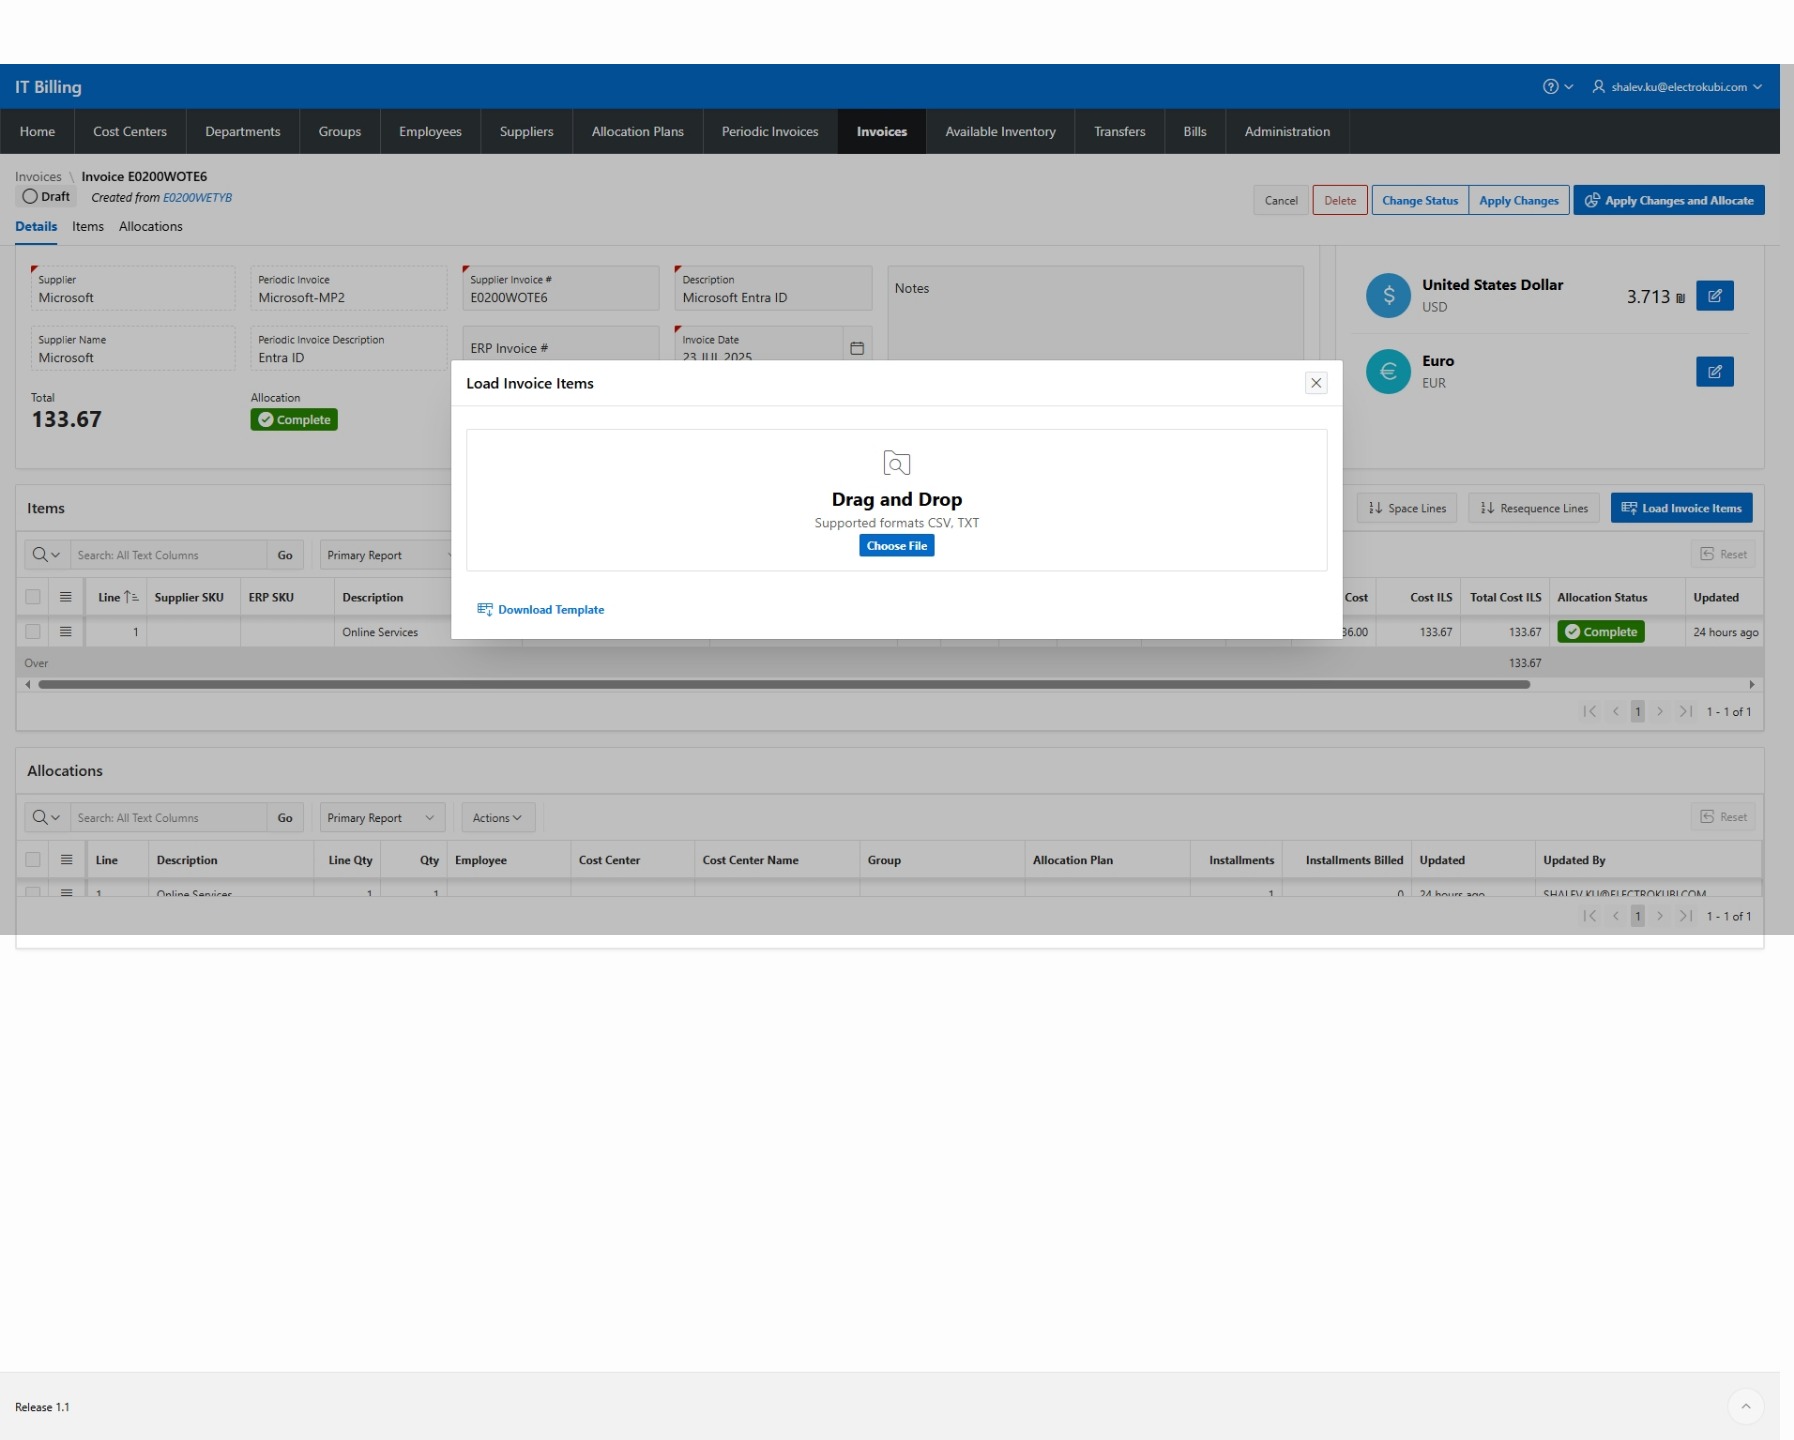 IT Billing
shalev.ku@electrokubi.com
Home Cost Centers Departments Groups Employees Suppliers Allocation Plans Periodic Invoices Invoices Available Inventory Transfers Bills Administration
Invoices \ Invoice E0200WOTE6
Draft Created from E0200WETYB
Cancel Delete Change Status Apply Changes Apply Changes and Allocate
Details Items Allocations
Supplier
Microsoft
Periodic Invoice
Microsoft-MP2
Supplier Invoice #
E0200WOTE6
Description
Microsoft Entra ID
Notes
Supplier Name
Microsoft
Periodic Invoice Description
Entra ID
ERP Invoice #
Invoice Date
23 JUL 2025
Total
133.67
Allocation
Complete
$ United States Dollar
USD
3.713 ₪
€ Euro
EUR
Load Invoice Items
Drag and Drop
Supported formats CSV, TXT
Choose File
Download Template
Items
Space Lines Resequence Lines Load Invoice Items
Search: All Text Columns Go Primary Report Reset
Line Supplier SKU ERP SKU Description Cost Cost ILS Total Cost ILS Allocation Status Updated
1 Online Services 36.00 133.67 133.67 Complete 24 hours ago
Over 133.67
1 1 - 1 of 1
Allocations
Search: All Text Columns Go Primary Report Actions Reset
Line Description Line Qty Qty Employee Cost Center Cost Center Name Group Allocation Plan Installments Installments Billed Updated Updated By
1 Online Services 1 1 1 0 24 hours ago SHALEV.KU@ELECTROKUBI.COM
1 1 - 1 of 1
Release 1.1